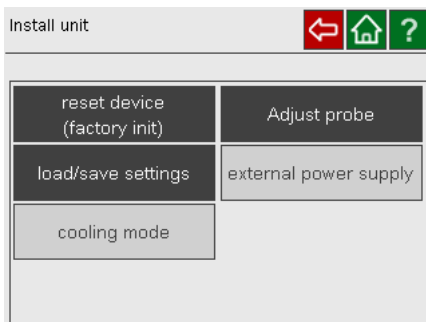 Install unit
?
reset device
(factory init)
Adjust probe
load/save settings
external power supply
cooling mode